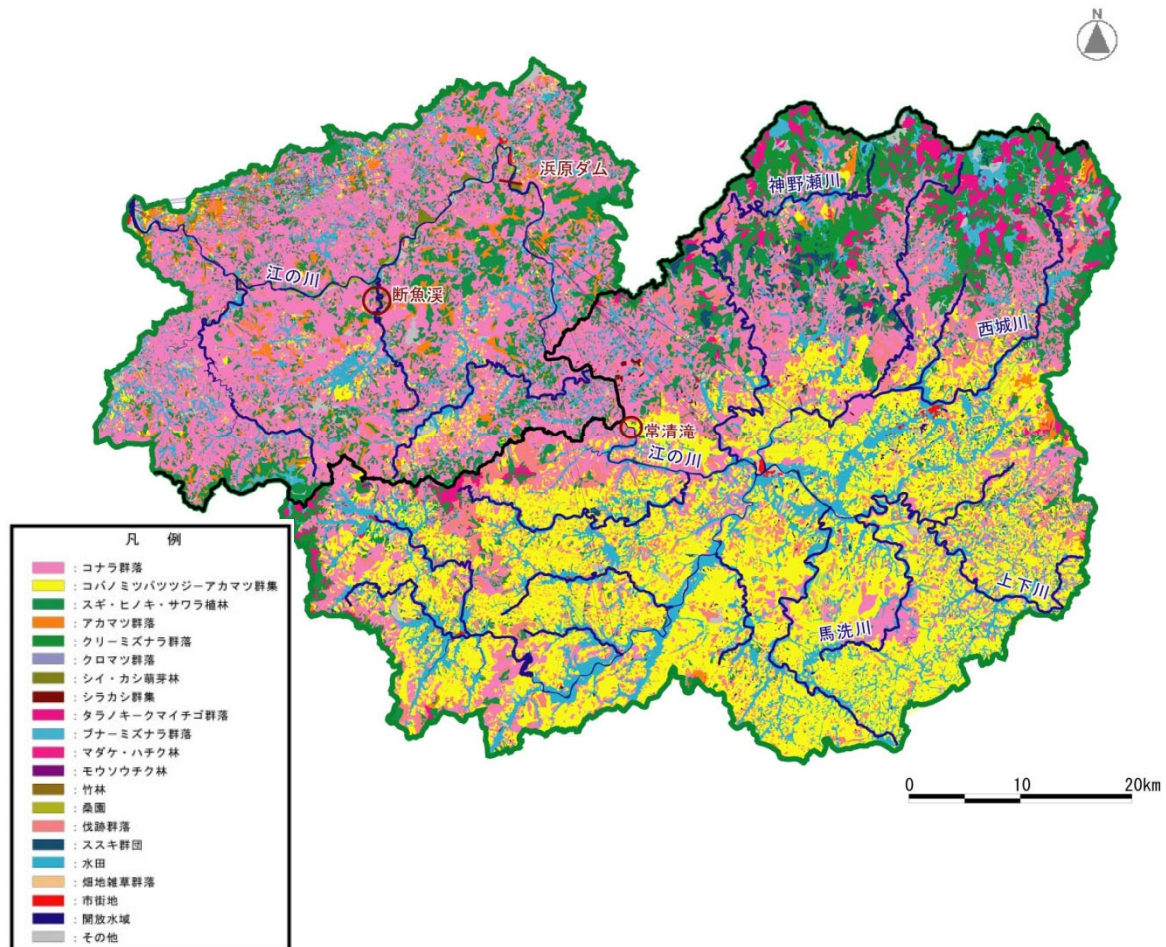 N
浜原ダム
神野瀬川
江の川
断魚渓
西城川
常清滝
江の川
上下川
馬洗川
0 10 20km
凡 例
:コナラ群落
:コバノミツバツツジーアカマツ群集
:スギ・ヒノキ・サワラ植林
:アカマツ群落
:クリーミズナラ群落
:クロマツ群落
:シイ・カシ萌芽林
:シラカシ群集
:タラノキークマイチゴ群落
:ブナーミズナラ群落
:マダケ・ハチク林
:モウソウチク林
:竹林
:桑園
:伐跡群落
:ススキ群団
:水田
:畑地雑草群落
:市街地
:開放水域
:その他